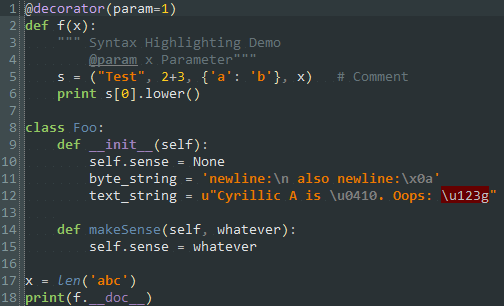 1 @decorator(param=1)
2 def f(x):
3     """ Syntax Highlighting Demo
4         @param x Parameter"""
5     s = ("Test", 2+3, {'a': 'b'}, x)   # Comment
6     print s[0].lower()
7
8 class Foo:
9     def __init__(self):
10         self.sense = None
11         byte_string = 'newline:\n also newline:\x0a'
12         text_string = u"Cyrillic A is \u0410. Oops: \u123g"
13
14     def makeSense(self, whatever):
15         self.sense = whatever
16
17 x = len('abc')
18 print(f.__doc__)